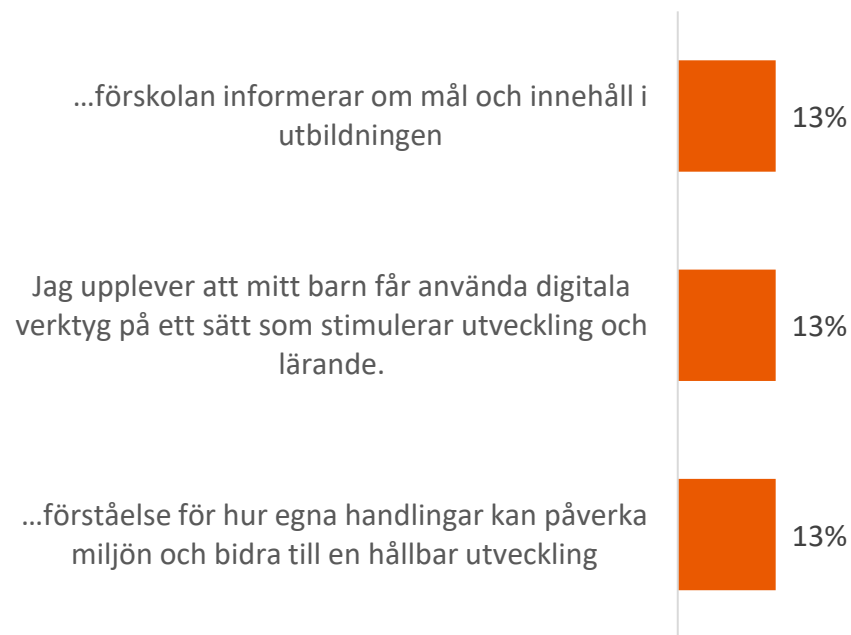 ...förskolan informerar om mål och innehåll i
utbildningen
13%
Jag upplever att mitt barn får använda digitala
verktyg på ett sätt som stimulerar utveckling och
lärande.
13%
...förståelse för hur egna handlingar kan påverka
miljön och bidra till en hållbar utveckling
13%